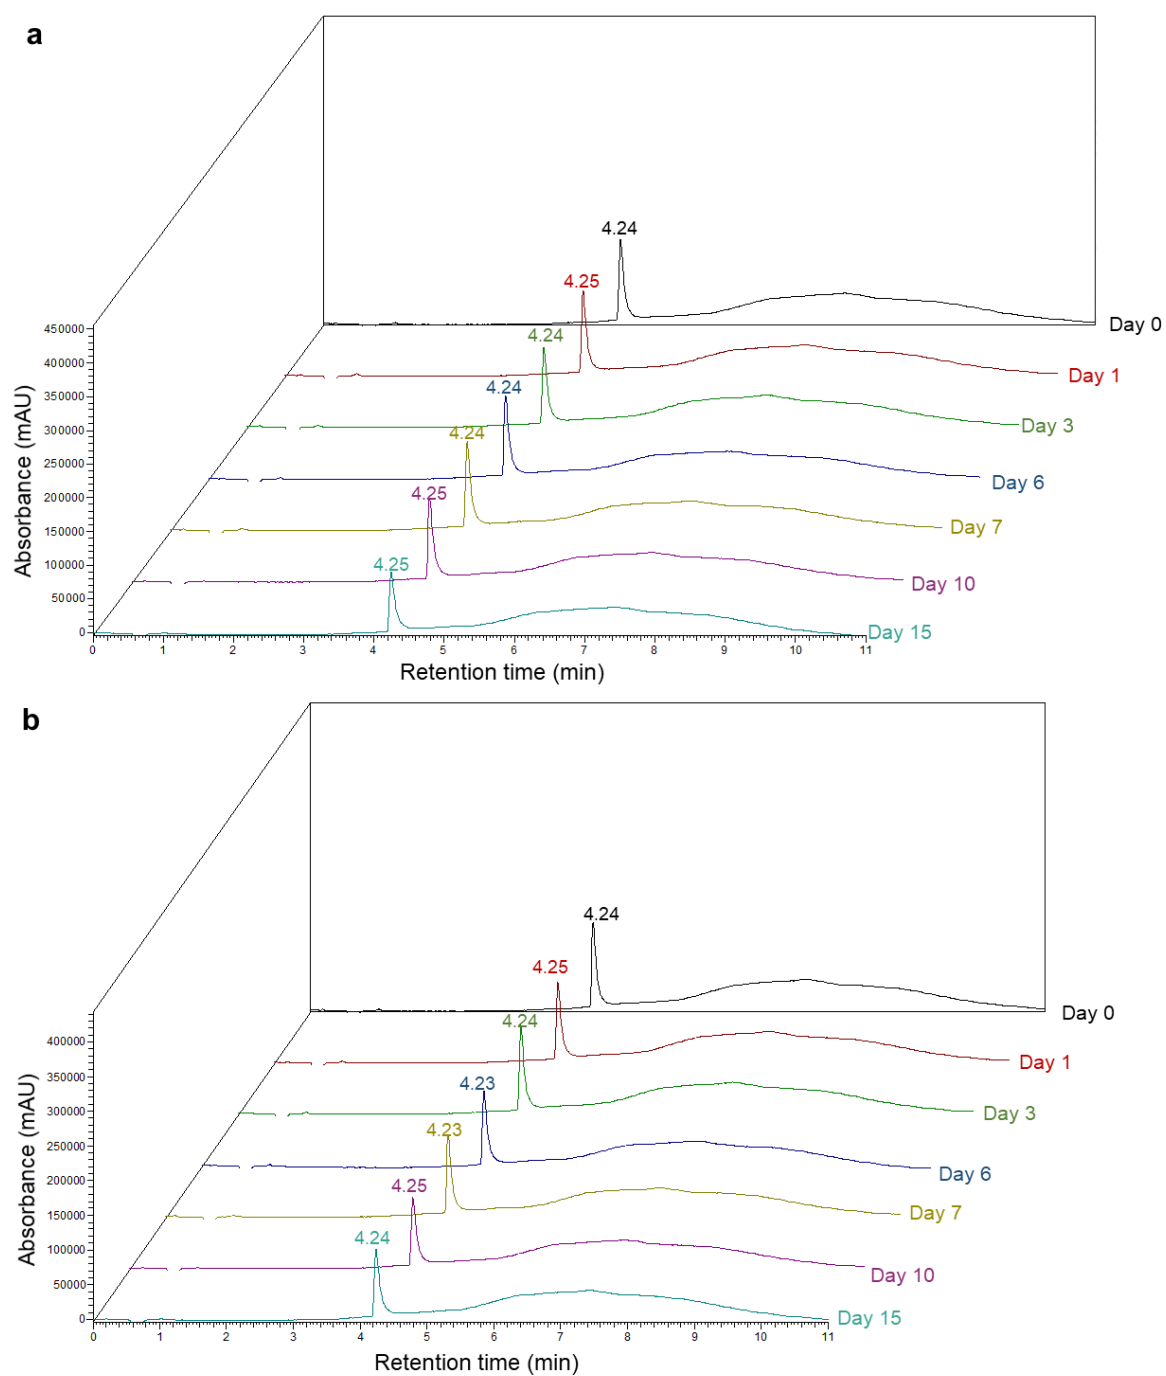 a
4.24
Day 0
4.25
Day 1
4.24
Day 3
4.24
Day 6
4.24
Day 7
4.25
Day 10
4.25
Day 15
450000
400000
350000
300000
250000
200000
150000
100000
50000
0
Absorbance (mAU)
0 1 2 3 4 5 6 7 8 9 10 11
Retention time (min)
b
4.24
Day 0
4.25
Day 1
4.24
Day 3
4.23
Day 6
4.23
Day 7
4.25
Day 10
4.24
Day 15
400000
350000
300000
250000
200000
150000
100000
50000
0
Absorbance (mAU)
0 1 2 3 4 5 6 7 8 9 10 11
Retention time (min)